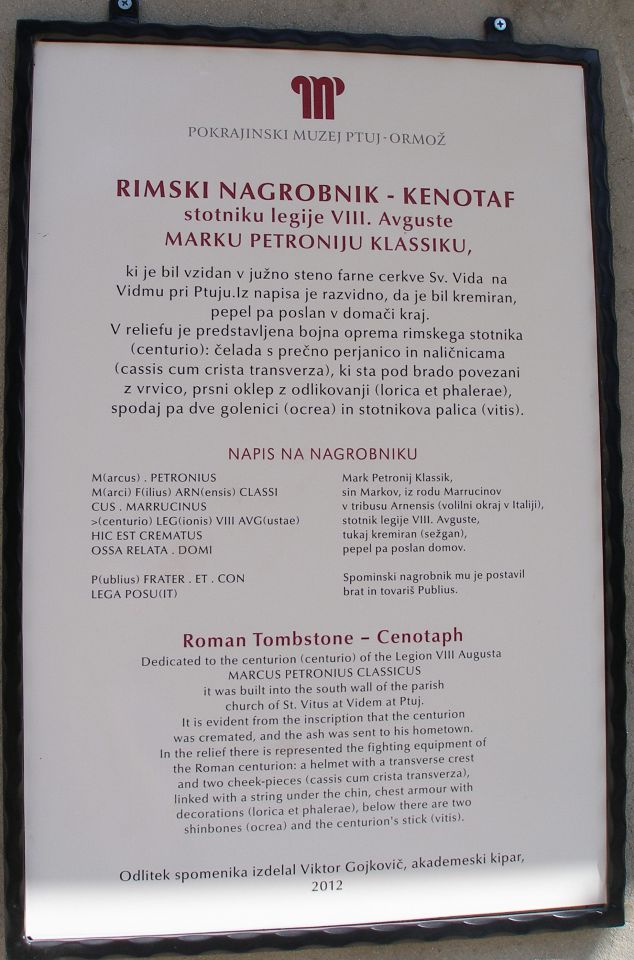 POKRAJINSKI MUZEJ PTUJ-ORMOŽ
RIMSKI NAGROBNIK - KENOTAF
stotniku legije VIII. Avguste
MARKU PETRONIJU KLASSIKU,
ki je bil vzidan v južno steno farne cerkve Sv. Vida na
Vidmu pri Ptuju.Iz napisa je razvidno, da je bil kremiran,
pepel pa poslan v domači kraj.
V reliefu je predstavljena bojna oprema rimskega stotnika
(centurio): čelada s prečno perjanico in naličnicama
(cassis cum crista transverza), ki sta pod brado povezani
z vrvico, prsni oklep z odlikovanji (lorica et phalerae),
spodaj pa dve golenici (ocrea) in stotnikova palica (vitis).
NAPIS NA NAGROBNIKU
M(arcus) . PETRONIUS
M(arci) F(ilius) ARN(ensis) CLASSI
CUS . MARRUCINUS
>(centurio) LEG(ionis) VIII AVG(ustae)
HIC EST CREMATUS
OSSA RELATA . DOMI
P(ublius) FRATER . ET . CON
LEGA POSU(IT)
Mark Petronij Klassik,
sin Markov, iz rodu Marrucinov
v tribusu Arnensis (volilni okraj v Italiji),
stotnik legije VIII. Avguste,
tukaj kremiran (sežgan),
pepel pa poslan domov.
Spominski nagrobnik mu je postavil
brat in tovariš Publius.
Roman Tombstone – Cenotaph
Dedicated to the centurion (centurio) of the Legion VIII Augusta
MARCUS PETRONIUS CLASSICUS
it was built into the south wall of the parish
church of St. Vitus at Videm at Ptuj.
It is evident from the inscription that the centurion
was cremated, and the ash was sent to his hometown.
In the relief there is represented the fighting equipment of
the Roman centurion: a helmet with a transverse crest
and two cheek-pieces (cassis cum crista transverza),
linked with a string under the chin, chest armour with
decorations (lorica et phalerae), below there are two
shinbones (ocrea) and the centurion's stick (vitis).
Odlitek spomenika izdelal Viktor Gojkovič, akademeski kipar,
2012